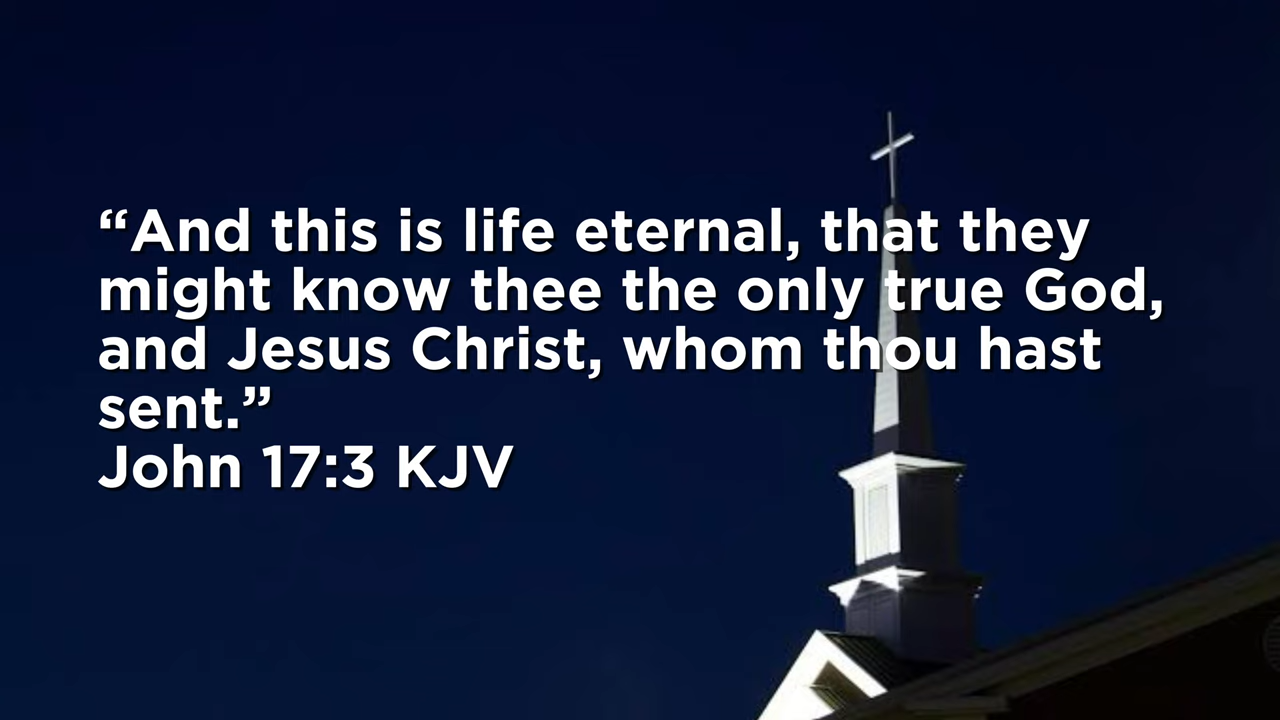 “And this is life eternal, that they
might know thee the only true God,
and Jesus Christ, whom thou hast
sent.”
John 17:3 KJV